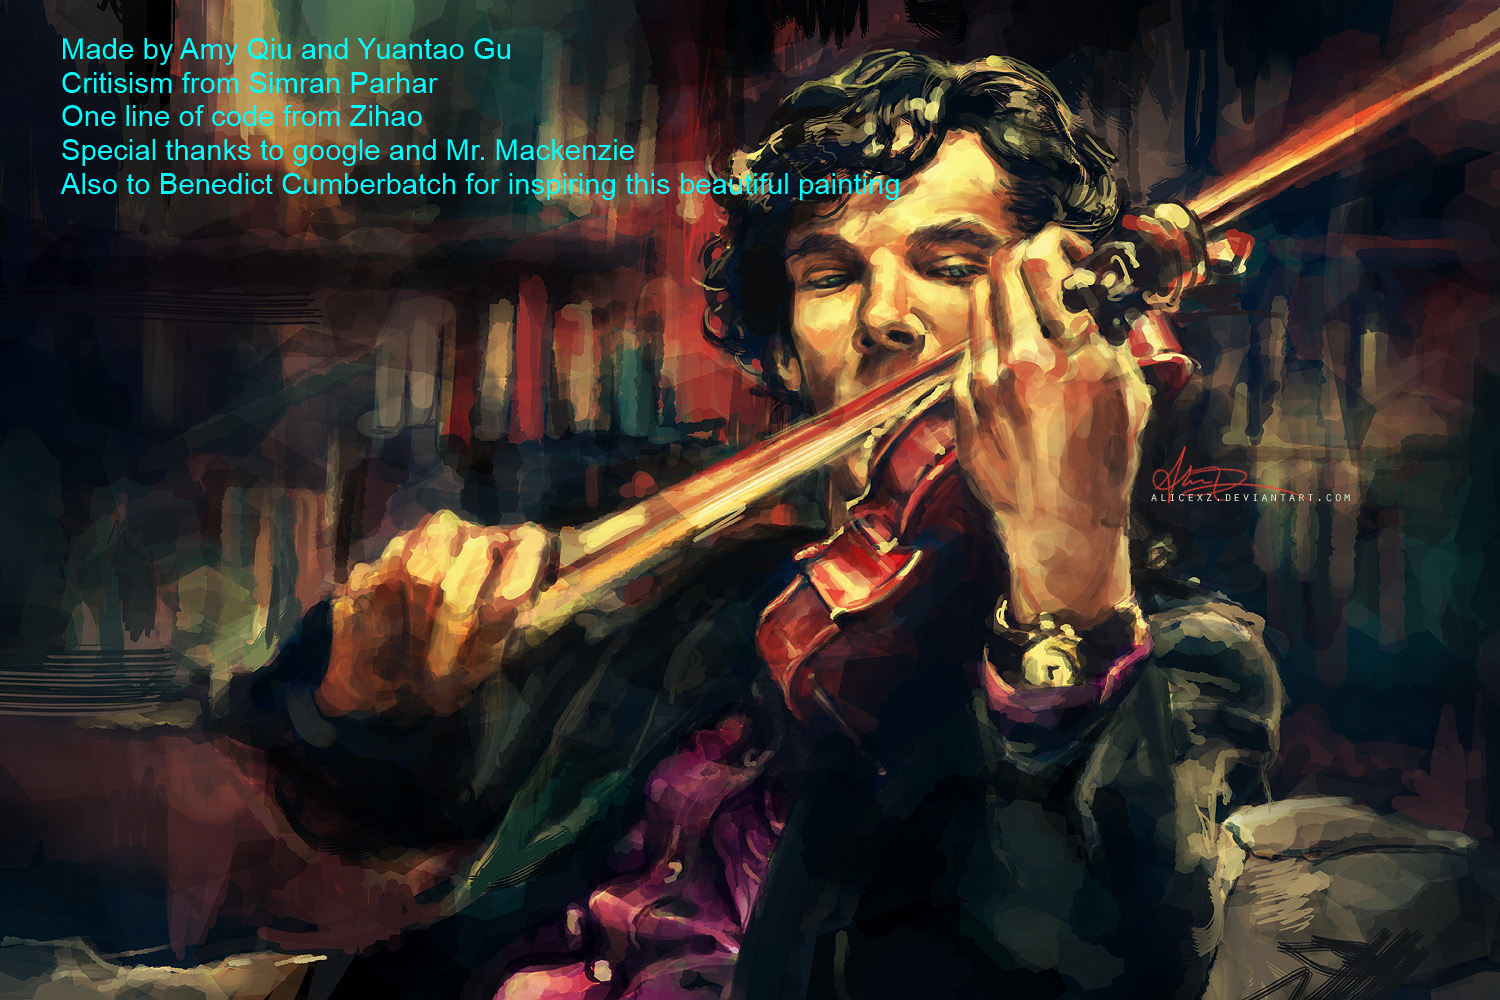 Made by Amy Qiu and Yuantao Gu
Critisism from Simran Parhar
One line of code from Zihao
Special thanks to google and Mr. Mackenzie
Also to Benedict Cumberbatch for inspiring this beautiful painting
ALICEXZ.DEVIANTART.COM